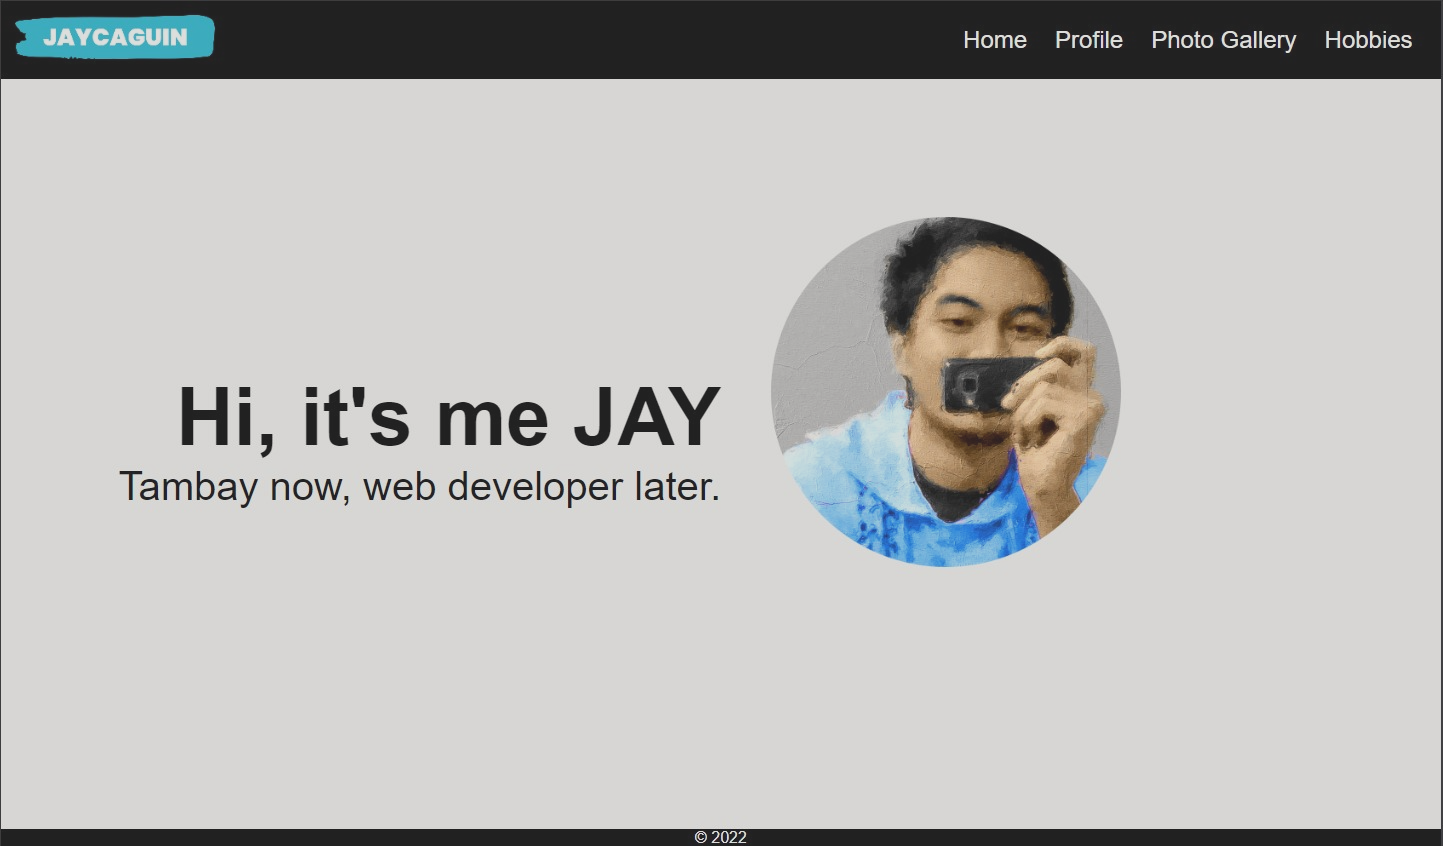 JAYCAGUIN
Home Profile Photo Gallery Hobbies
Hi, it's me JAY
Tambay now, web developer later.
© 2022